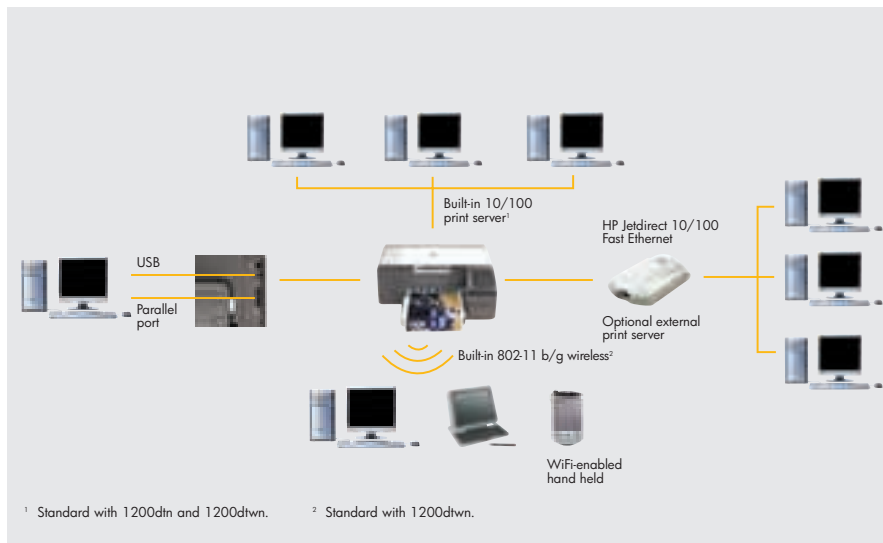 Built-in 10/100
print server¹
HP Jetdirect 10/100
Fast Ethernet
USB
Parallel
port
Optional external
print server
Built-in 802-11 b/g wireless²
WiFi-enabled
hand held
¹ Standard with 1200dtn and 1200dtwn.
² Standard with 1200dtwn.